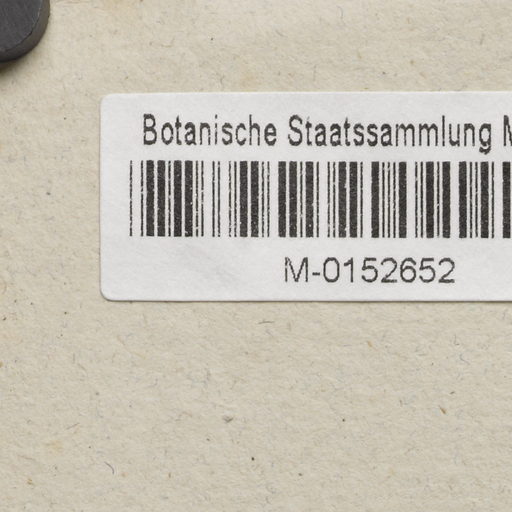 Botanische Staatssammlung
M-0152652